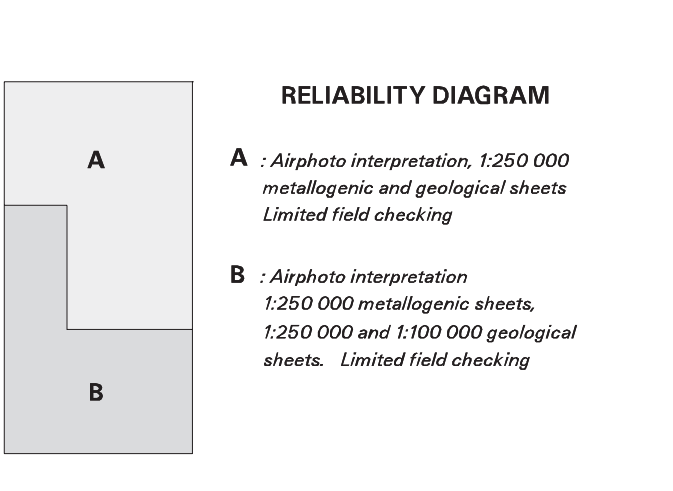 RELIABILITY DIAGRAM
A
A : Airphoto interpretation, 1:250 000
metallogenic and geological sheets
Limited field checking
B : Airphoto interpretation
1:250 000 metallogenic sheets,
1:250 000 and 1:100 000 geological
sheets. Limited field checking
B